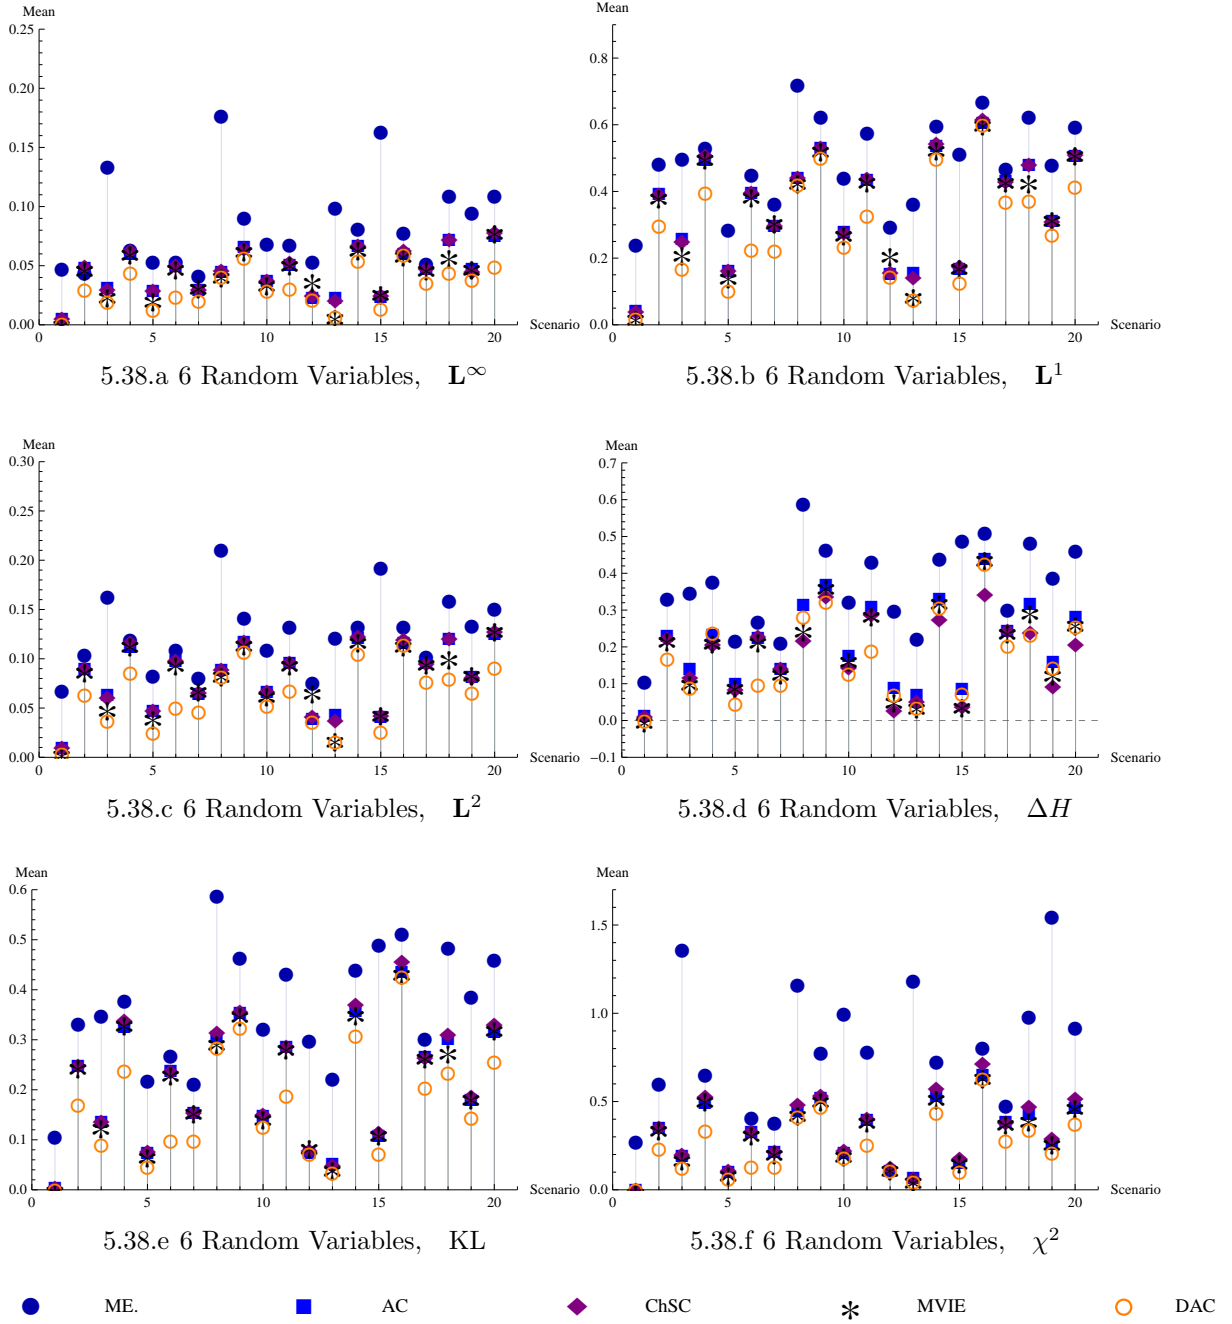 Mean
0.25
0.20
0.15
0.10
0.05
0.00
0 5 10 15 20 Scenario
5.38.a 6 Random Variables, L∞
Mean
0.8
0.6
0.4
0.2
0.0
0 5 10 15 20 Scenario
5.38.b 6 Random Variables, L1
Mean
0.30
0.25
0.20
0.15
0.10
0.05
0.00
0 5 10 15 20 Scenario
5.38.c 6 Random Variables, L2
Mean
0.7
0.6
0.5
0.4
0.3
0.2
0.1
0.0
−0.1
0 5 10 15 20 Scenario
5.38.d 6 Random Variables, ΔH
Mean
0.6
0.5
0.4
0.3
0.2
0.1
0.0
0 5 10 15 20 Scenario
5.38.e 6 Random Variables, KL
Mean
1.5
1.0
0.5
0.0
0 5 10 15 20 Scenario
5.38.f 6 Random Variables, χ2
ME. AC ChSC MVIE DAC